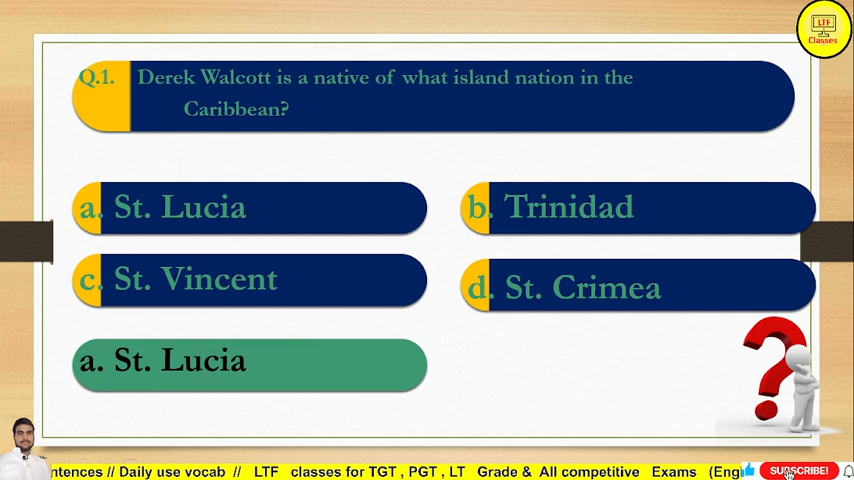 LTF
Classes
Q.1. Derek Walcott is a native of what island nation in the
Caribbean?
a. St. Lucia
b. Trinidad
c. St. Vincent
d. St. Crimea
a. St. Lucia
ntences // Daily use vocab // LTF classes for TGT , PGT , LT Grade & All competitive Exams (Eng
SUBSCRIBE!